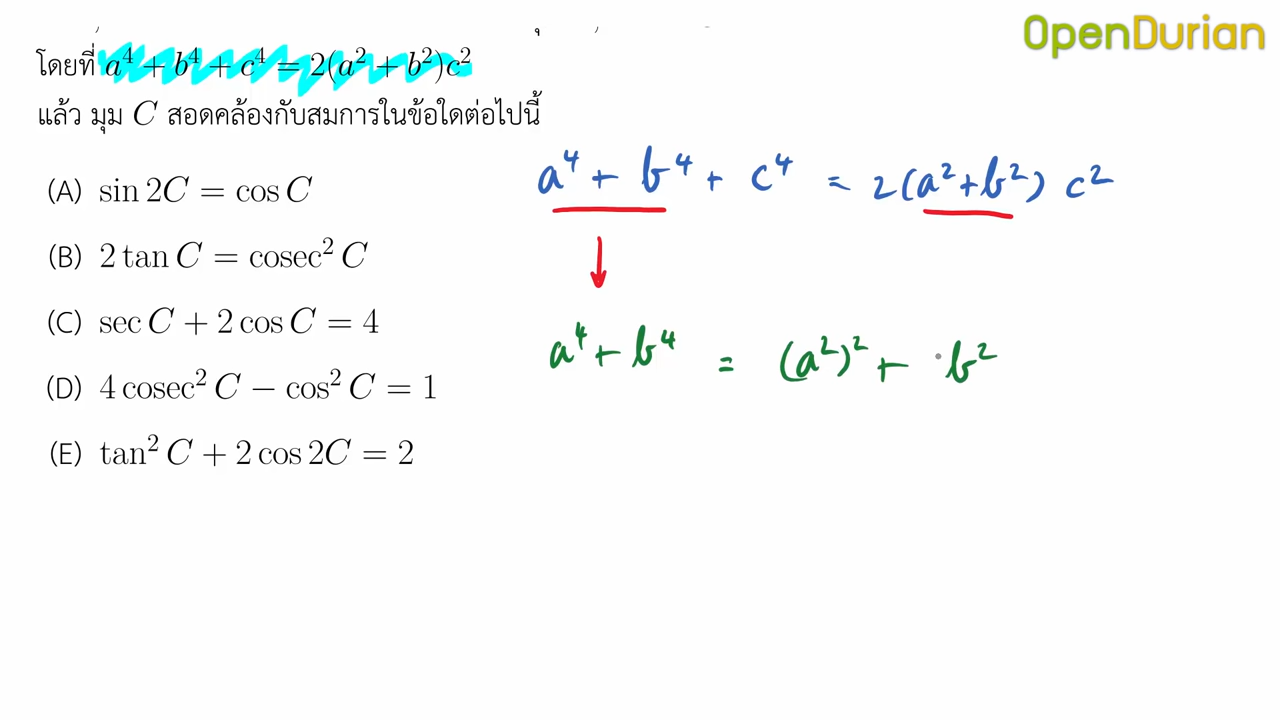 OpenDurian
โดยที่ a⁴ + b⁴ + c⁴ = 2(a² + b²)c²
แล้ว มุม C สอดคล้องกับสมการในข้อใดต่อไปนี้
(A) sin 2C = cos C
(B) 2 tan C = cosec² C
(C) sec C + 2 cos C = 4
(D) 4 cosec² C − cos² C = 1
(E) tan² C + 2 cos 2C = 2
a⁴ + b⁴ + c⁴ = 2(a² + b²) c²
a⁴ + b⁴ = (a²)² + b²